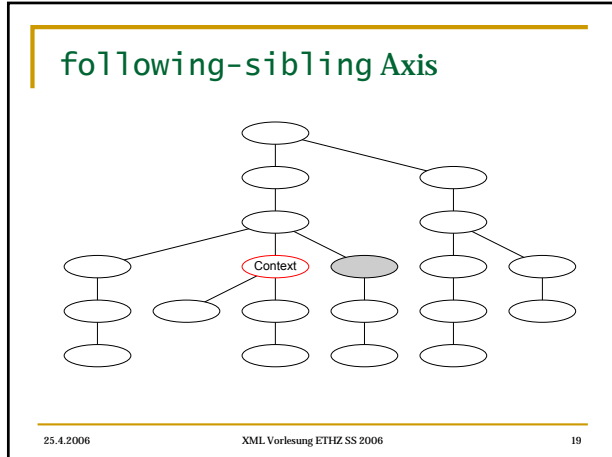 following-sibling Axis
Context
25.4.2006 XML Vorlesung ETHZ SS 2006 19